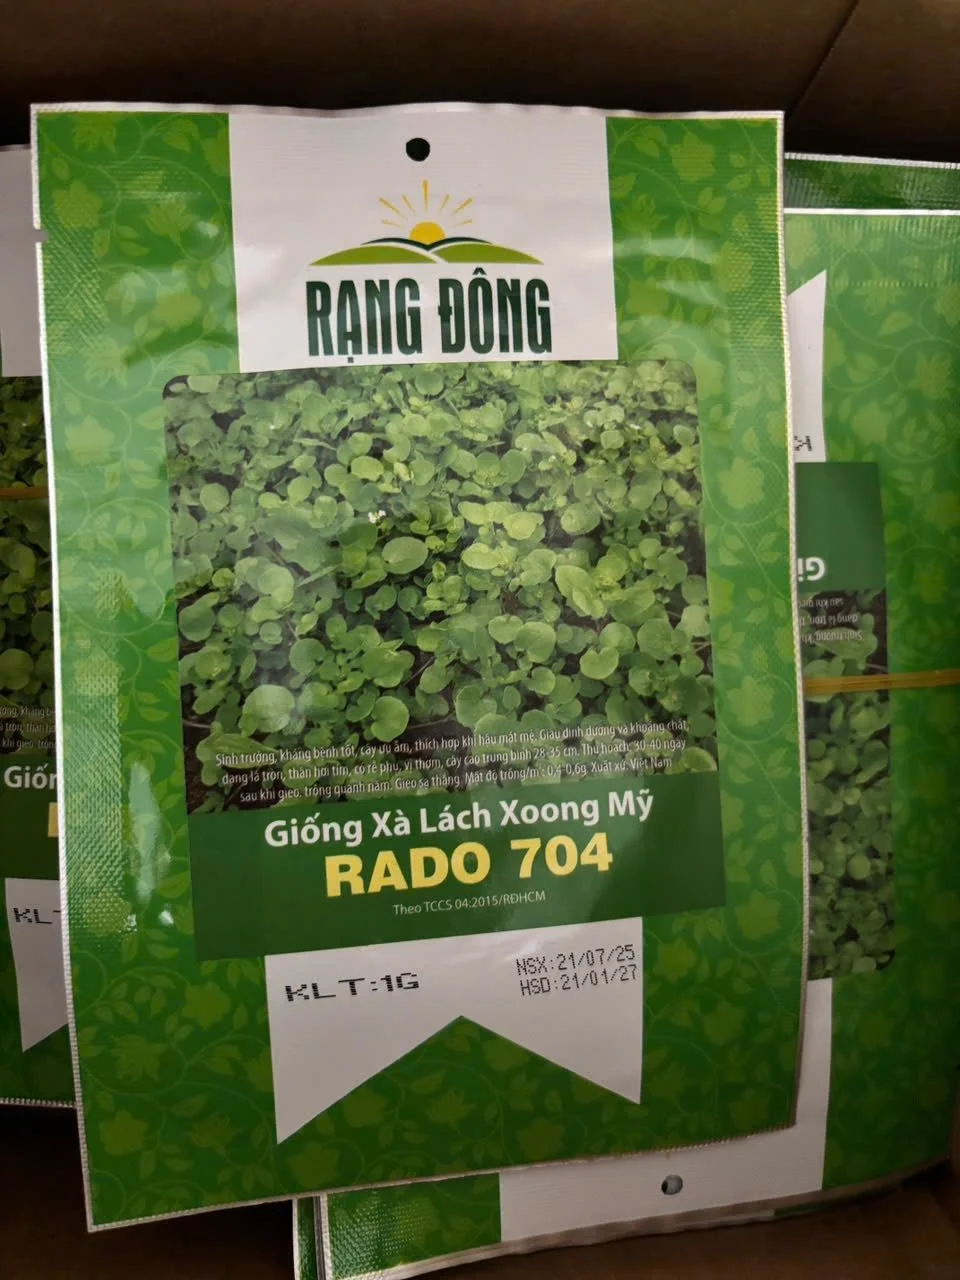 RẠNG ĐÔNG
Sinh trưởng, kháng bệnh tốt, cây ưu ẩm, thích hợp khí hậu mát mẻ. Giàu dinh dưỡng và khoáng chất,
dạng lá tròn, thân hơi tím, có rễ phụ, vị thơm, cây cao trung bình 28-35 cm. Thu hoạch: 30-40 ngày
sau khi gieo, trồng quanh năm. Gieo sạ thẳng. Mật độ trồng/m²: 0,4-0,6g. Xuất xứ: Việt Nam
Giống Xà Lách Xoong Mỹ
RADO 704
Theo TCCS 04:2015/RĐHCM
KLT:1G
NSX:21/07/25
HSD:21/01/27
Giốn
KLT